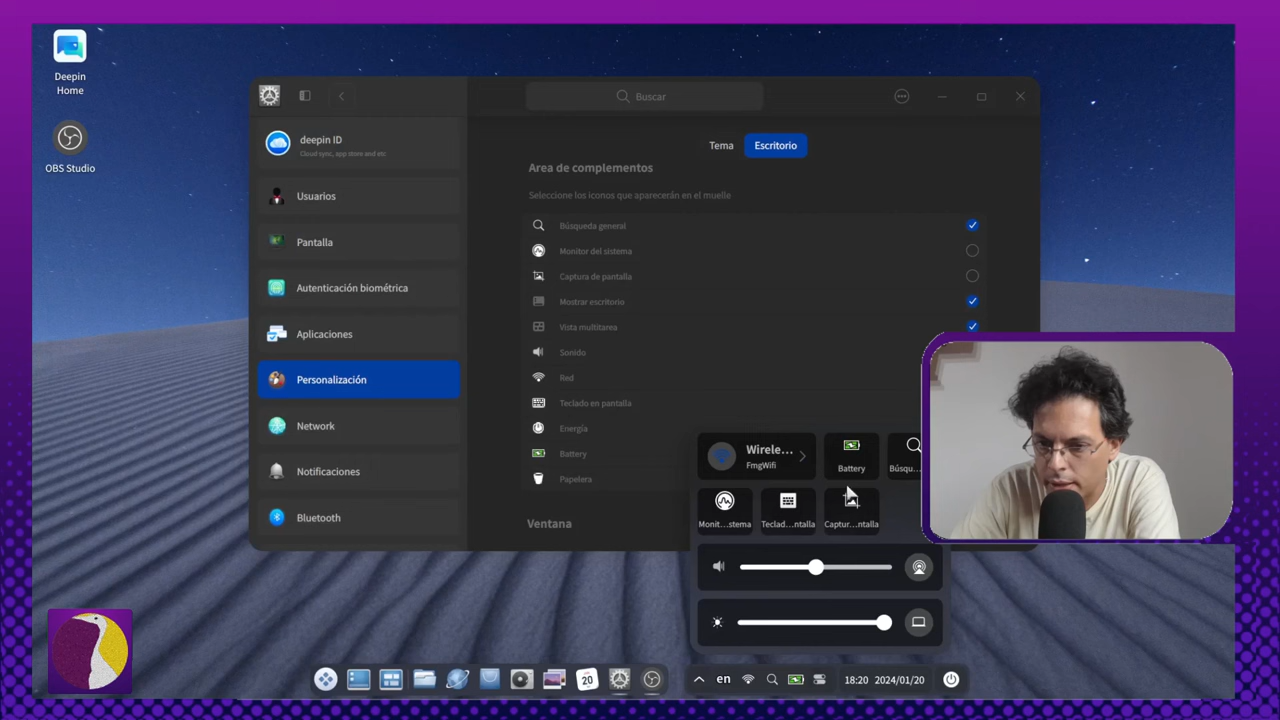 Deepin
Home
OBS Studio
Buscar
deepin ID
Cloud sync, app store and etc
Usuarios
Pantalla
Autenticación biométrica
Aplicaciones
Personalización
Network
Notificaciones
Bluetooth
Tema
Escritorio
Area de complementos
Seleccione los iconos que aparecerán en el muelle
Búsqueda general
Monitor del sistema
Captura de pantalla
Mostrar escritorio
Vista multitarea
Sonido
Red
Teclado en pantalla
Energía
Battery
Papelera
Ventana
Wirele...
FmgWifi
Battery
Búsqu...
Monit...stema
Teclad...ntalla
Captur...ntalla
20
en
18:20 2024/01/20